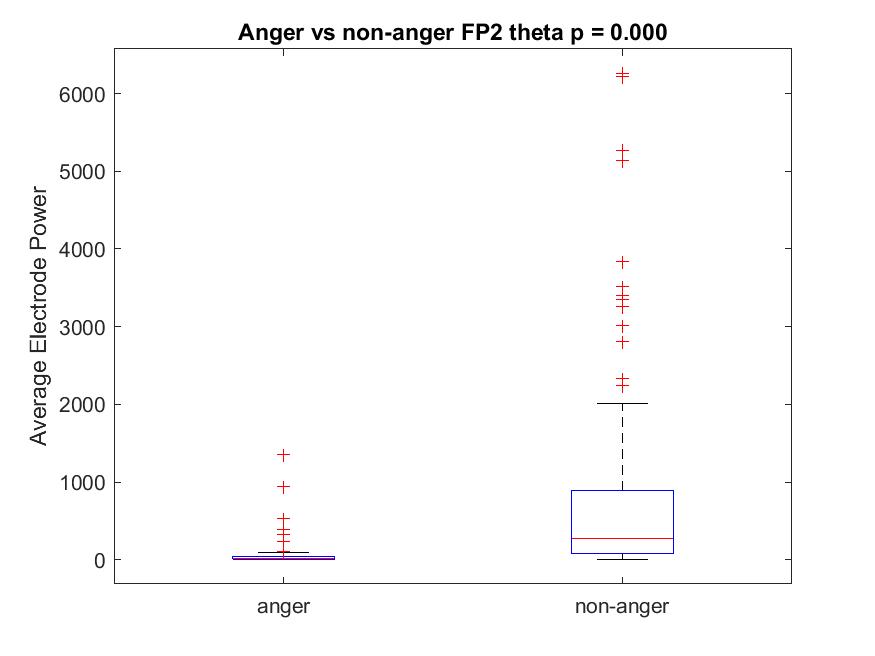 Anger vs non-anger FP2 theta p = 0.000
Average Electrode Power
6000
5000
4000
3000
2000
1000
0
anger
non-anger